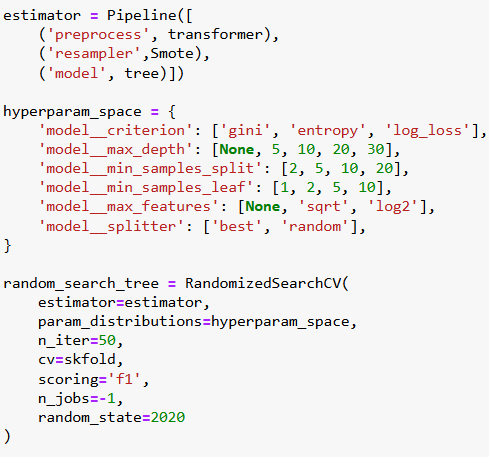 estimator = Pipeline([
    ('preprocess', transformer),
    ('resampler',Smote),
    ('model', tree)])

hyperparam_space = {
    'model__criterion': ['gini', 'entropy', 'log_loss'],
    'model__max_depth': [None, 5, 10, 20, 30],
    'model__min_samples_split': [2, 5, 10, 20],
    'model__min_samples_leaf': [1, 2, 5, 10],
    'model__max_features': [None, 'sqrt', 'log2'],
    'model__splitter': ['best', 'random'],
}

random_search_tree = RandomizedSearchCV(
    estimator=estimator,
    param_distributions=hyperparam_space,
    n_iter=50,
    cv=skfold,
    scoring='f1',
    n_jobs=-1,
    random_state=2020
)